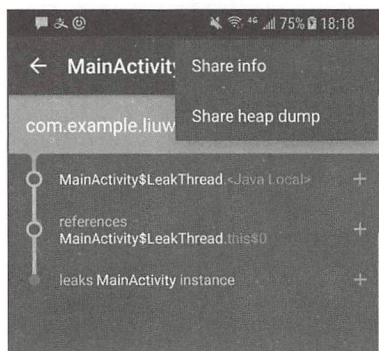 4G 75% 18:18
MainActivity
Share info
com.example.liuw
Share heap dump
MainActivity$LeakThread.<Java Local>
references
MainActivity$LeakThread.this$0
leaks MainActivity instance